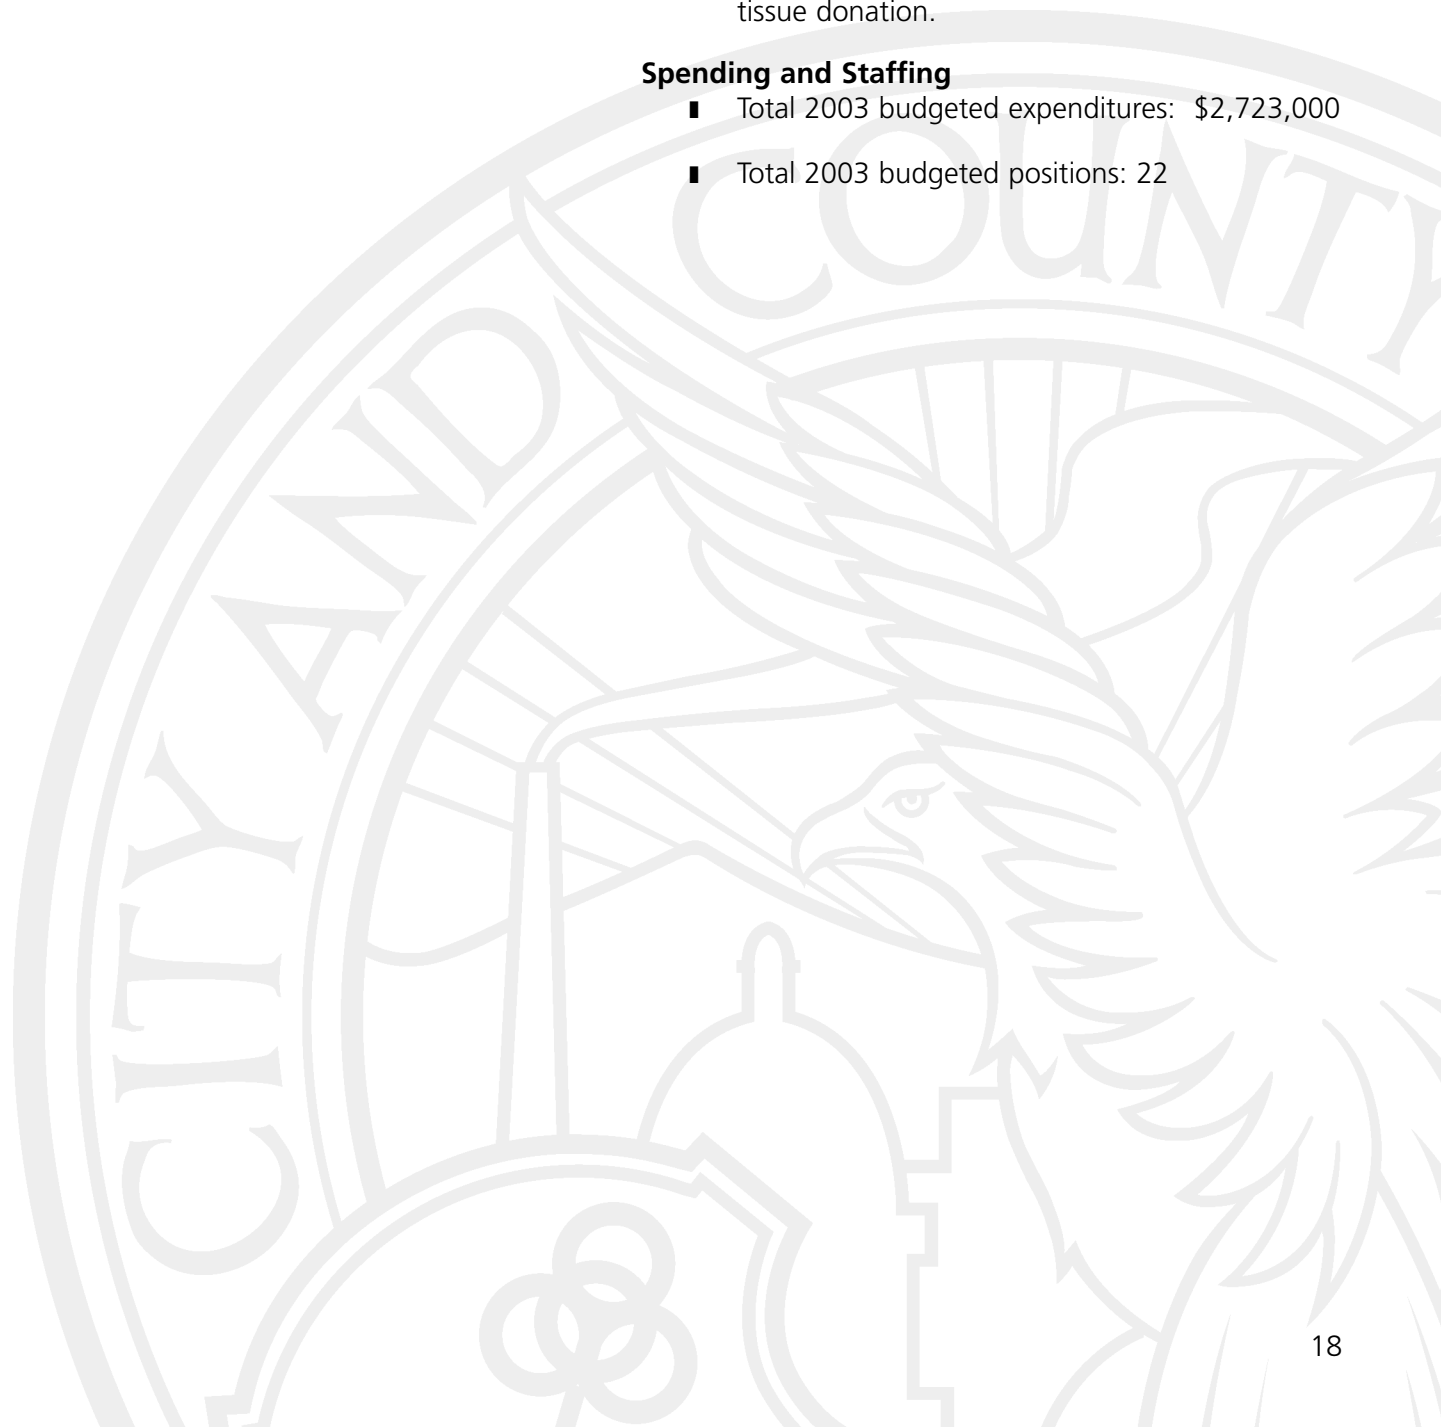 tissue donation.
Spending and Staffing
▮ Total 2003 budgeted expenditures: $2,723,000
▮ Total 2003 budgeted positions: 22
CITY AND COUNTY
18